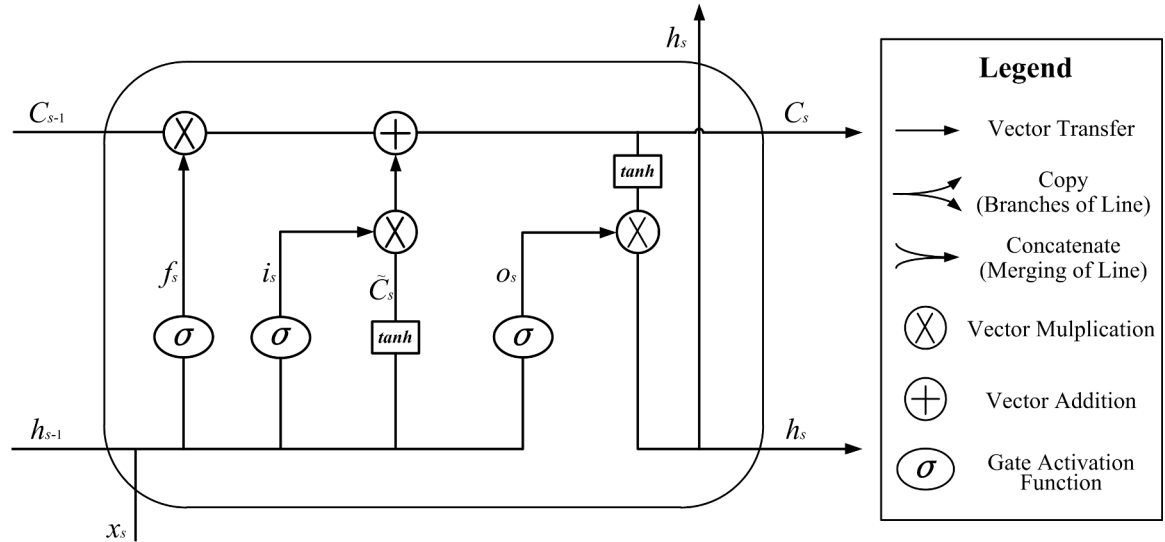 hₛ
Cₛ₋₁
Cₛ
tanh
fₛ
iₛ
C̃ₛ
oₛ
σ
σ
tanh
σ
hₛ₋₁
hₛ
xₛ
Legend
Vector Transfer
Copy
(Branches of Line)
Concatenate
(Merging of Line)
Vector Mulplication
Vector Addition
σ
Gate Activation
Function